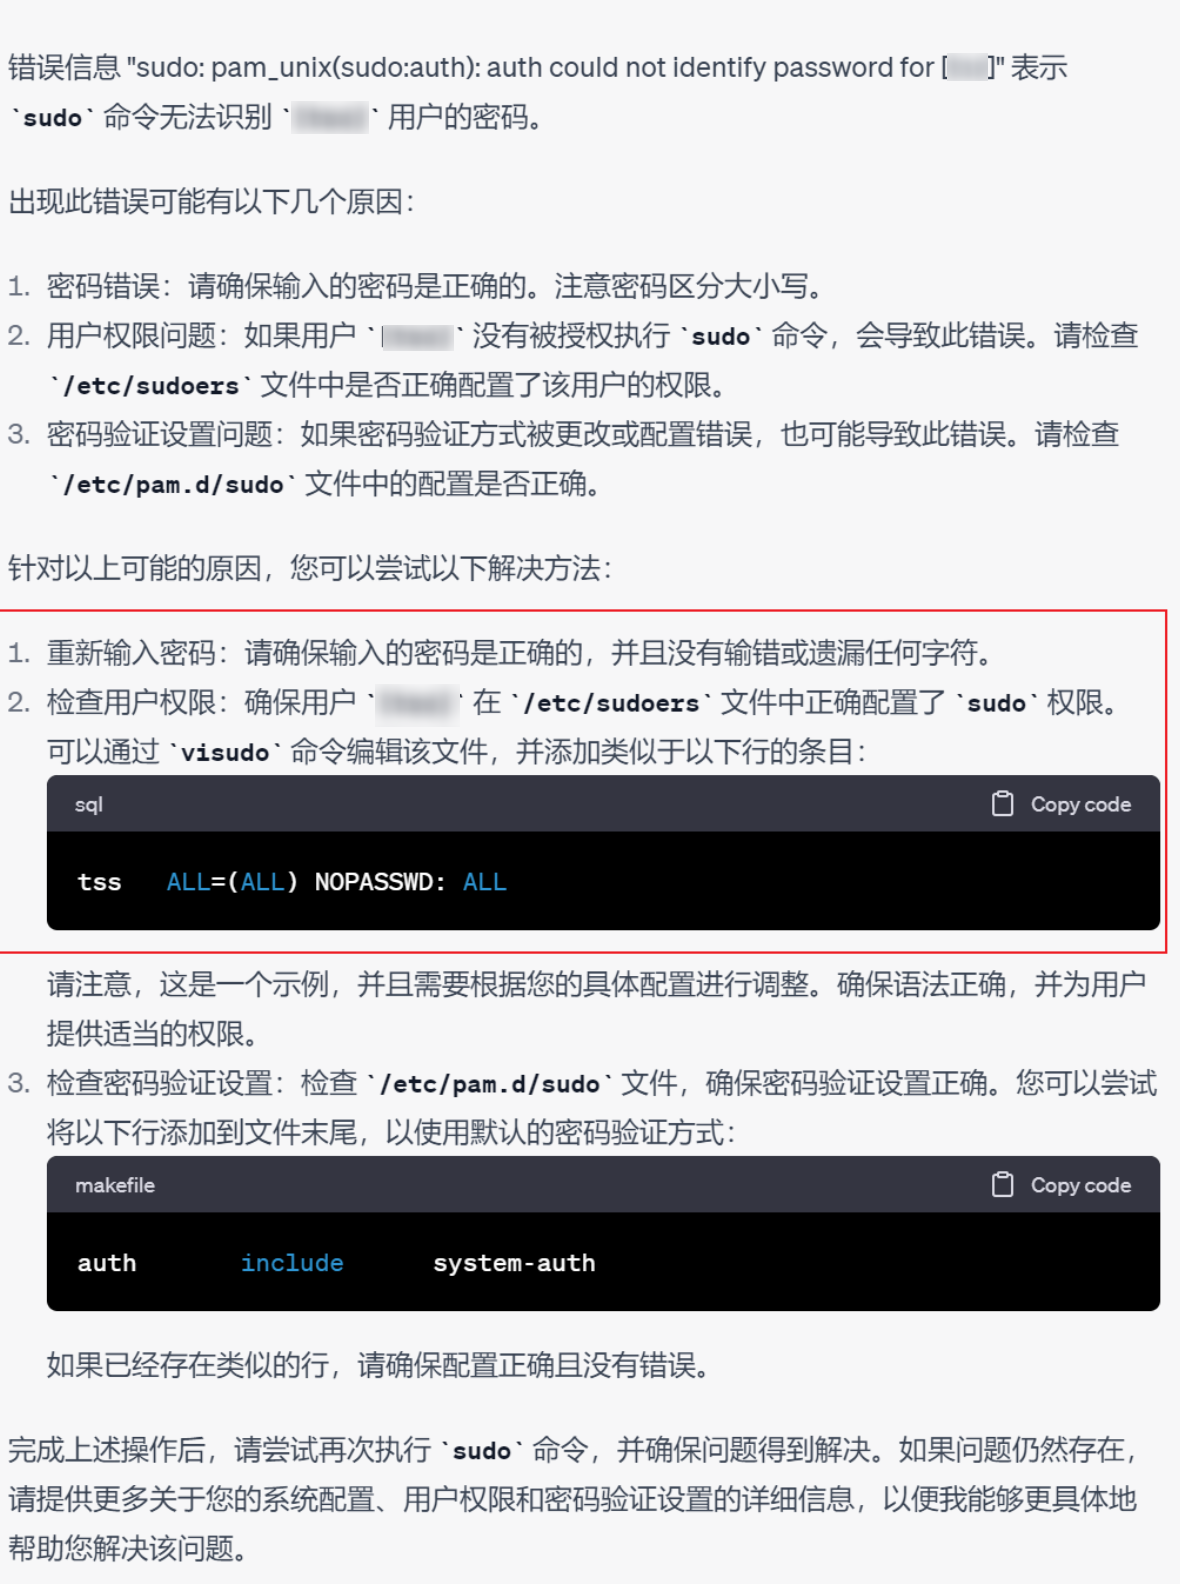 错误信息 "sudo: pam_unix(sudo:auth): auth could not identify password for [ ]" 表示
`sudo` 命令无法识别 ` ` 用户的密码。
出现此错误可能有以下几个原因：
1. 密码错误：请确保输入的密码是正确的。注意密码区分大小写。
2. 用户权限问题：如果用户 ` ` 没有被授权执行 `sudo` 命令，会导致此错误。请检查
`/etc/sudoers` 文件中是否正确配置了该用户的权限。
3. 密码验证设置问题：如果密码验证方式被更改或配置错误，也可能导致此错误。请检查
`/etc/pam.d/sudo` 文件中的配置是否正确。
针对以上可能的原因，您可以尝试以下解决方法：
1. 重新输入密码：请确保输入的密码是正确的，并且没有输错或遗漏任何字符。
2. 检查用户权限：确保用户 ` ` 在 `/etc/sudoers` 文件中正确配置了 `sudo` 权限。
可以通过 `visudo` 命令编辑该文件，并添加类似于以下行的条目：
sql Copy code
tss ALL=(ALL) NOPASSWD: ALL
请注意，这是一个示例，并且需要根据您的具体配置进行调整。确保语法正确，并为用户
提供适当的权限。
3. 检查密码验证设置：检查 `/etc/pam.d/sudo` 文件，确保密码验证设置正确。您可以尝试
将以下行添加到文件末尾，以使用默认的密码验证方式：
makefile Copy code
auth include system-auth
如果已经存在类似的行，请确保配置正确且没有错误。
完成上述操作后，请尝试再次执行 `sudo` 命令，并确保问题得到解决。如果问题仍然存在，
请提供更多关于您的系统配置、用户权限和密码验证设置的详细信息，以便我能够更具体地
帮助您解决该问题。